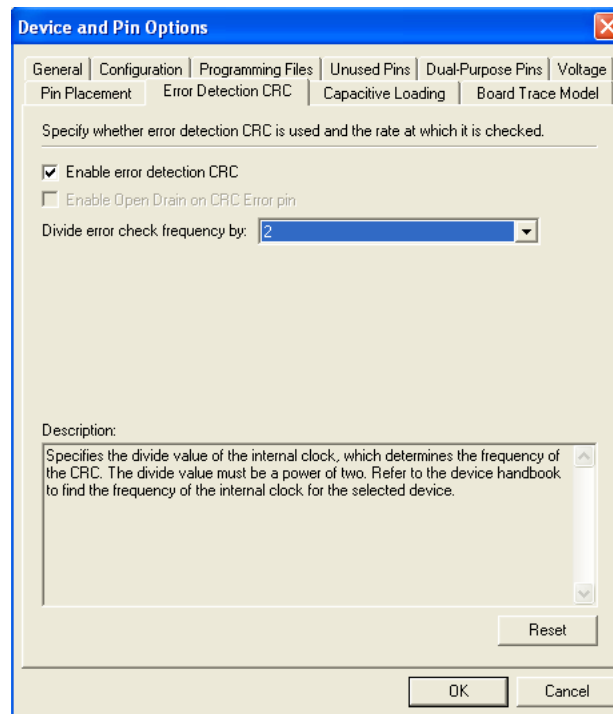 Device and Pin Options
General Configuration Programming Files Unused Pins Dual-Purpose Pins Voltage
Pin Placement Error Detection CRC Capacitive Loading Board Trace Model
Specify whether error detection CRC is used and the rate at which it is checked.
Enable error detection CRC
Enable Open Drain on CRC Error pin
Divide error check frequency by: 2
Description:
Specifies the divide value of the internal clock, which determines the frequency of
the CRC. The divide value must be a power of two. Refer to the device handbook
to find the frequency of the internal clock for the selected device.
Reset
OK Cancel